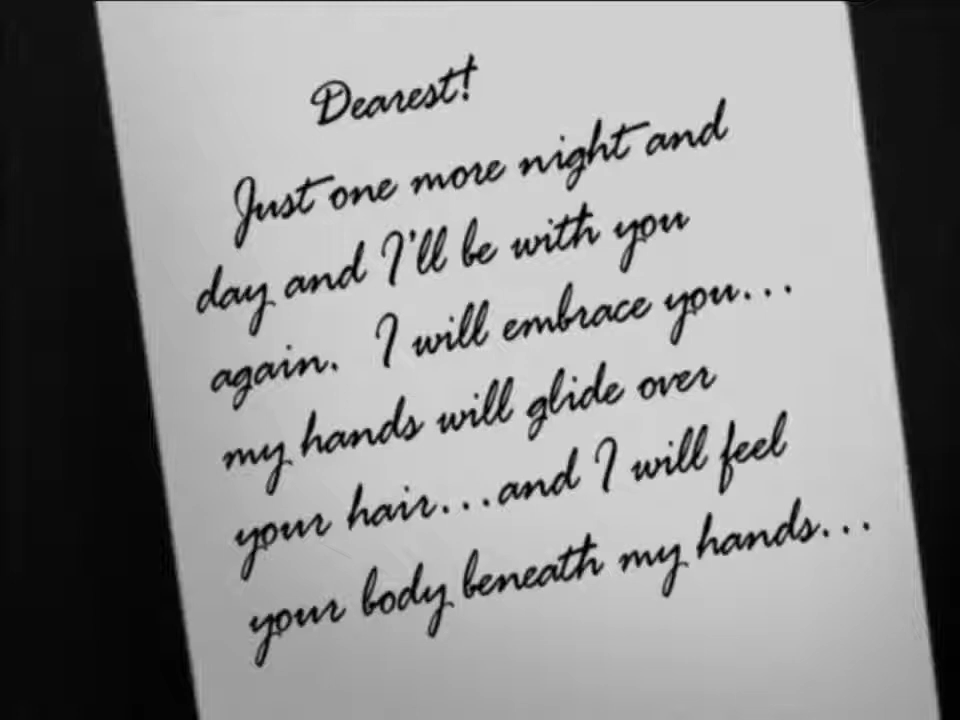 Dearest!
Just one more night and
day and I'll be with you
again. I will embrace you...
my hands will glide over
your hair...and I will feel
your body beneath my hands...